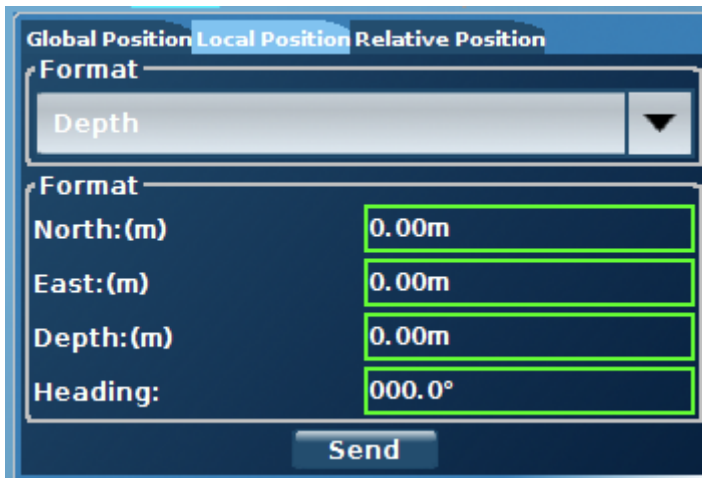 Global Position Local Position Relative Position
Format
Depth
Format
North:(m) 0.00m
East:(m) 0.00m
Depth:(m) 0.00m
Heading: 000.0°
Send